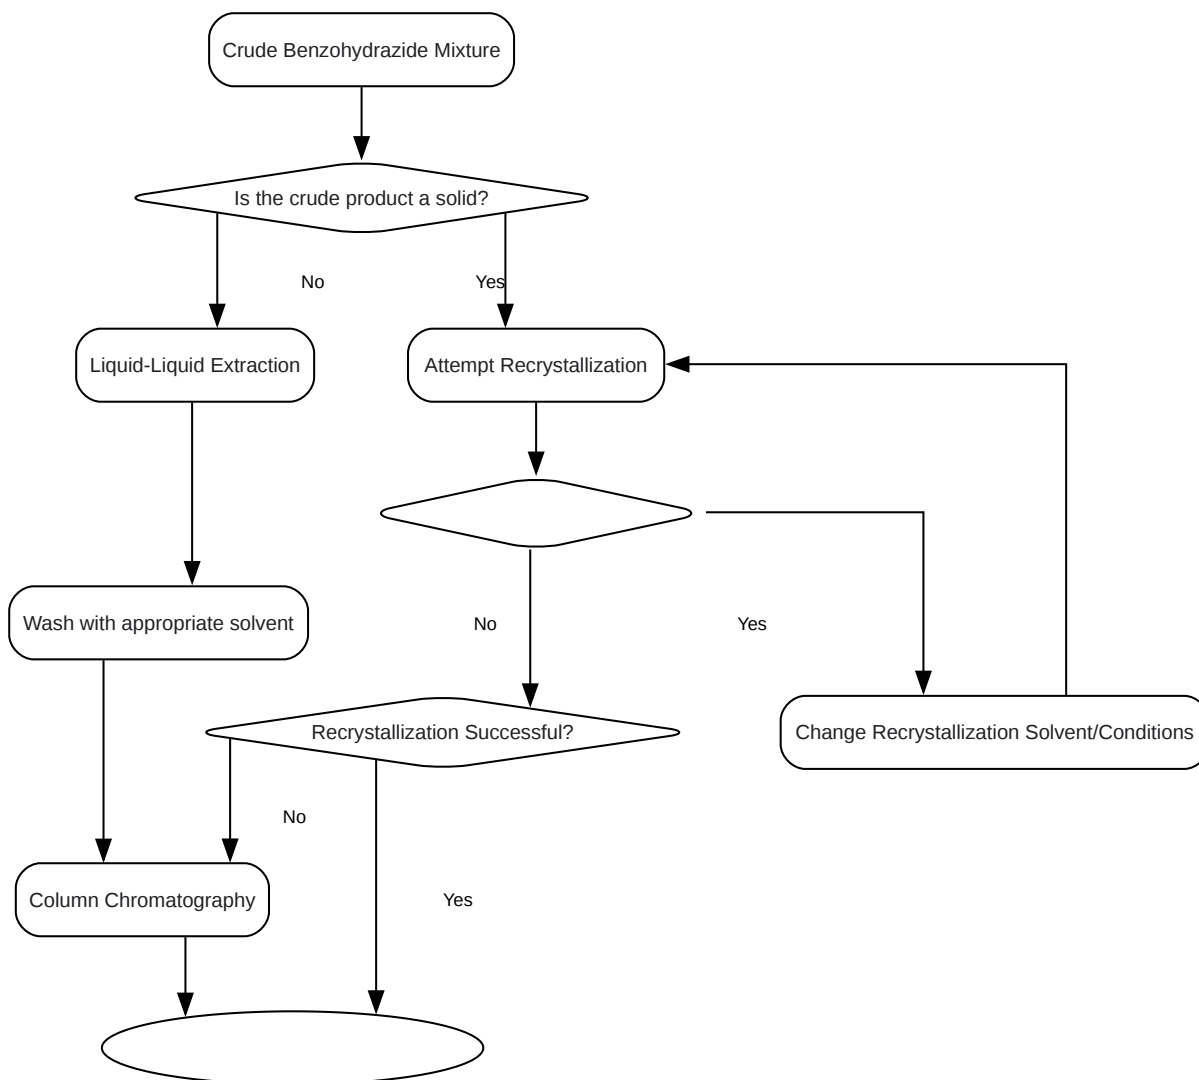 Crude Benzohydrazide Mixture
Is the crude product a solid?
No
Yes
Liquid-Liquid Extraction
Attempt Recrystallization
Wash with appropriate solvent
No
Yes
Recrystallization Successful?
Change Recrystallization Solvent/Conditions
No
Column Chromatography
Yes